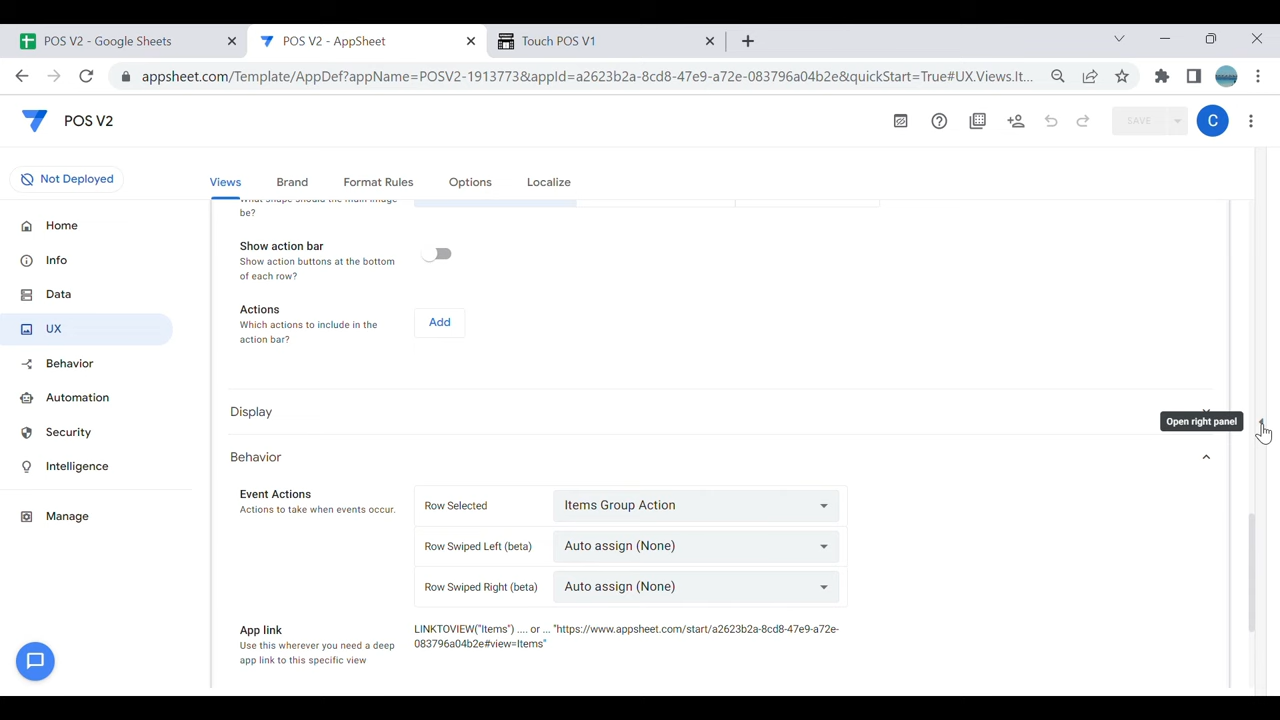 POS V2 - Google Sheets
POS V2 - AppSheet
Touch POS V1
appsheet.com/Template/AppDef?appName=POSV2-1913773&appId=a2623b2a-8cd8-47e9-a72e-083796a04b2e&quickStart=True#UX.Views.It...
POS V2
SAVE
C
Not Deployed
Views
Brand
Format Rules
Options
Localize
Home
Info
Data
UX
Behavior
Automation
Security
Intelligence
Manage
What shape should the main image
be?
Show action bar
Show action buttons at the bottom
of each row?
Actions
Which actions to include in the
action bar?
Add
Display
Open right panel
Behavior
Event Actions
Actions to take when events occur.
Row Selected
Items Group Action
Row Swiped Left (beta)
Auto assign (None)
Row Swiped Right (beta)
Auto assign (None)
App link
Use this wherever you need a deep
app link to this specific view
LINKTOVIEW("Items") .... or ... "https://www.appsheet.com/start/a2623b2a-8cd8-47e9-a72e-
083796a04b2e#view=Items"